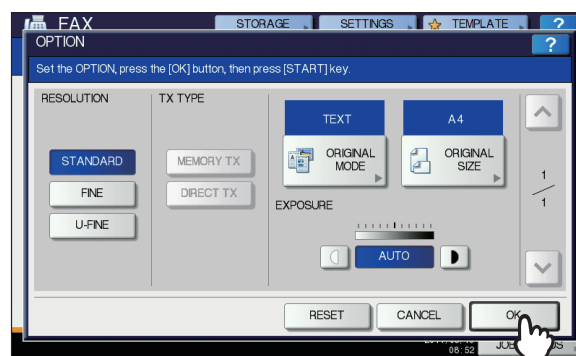 FAX STORAGE SETTINGS TEMPLATE ?
OPTION ?
Set the OPTION, press the [OK] button, then press [START] key.
RESOLUTION TX TYPE
TEXT A4
STANDARD MEMORY TX ORIGINAL MODE ORIGINAL SIZE
FINE DIRECT TX
1
1
EXPOSURE
U-FINE
AUTO
RESET CANCEL OK
08:52